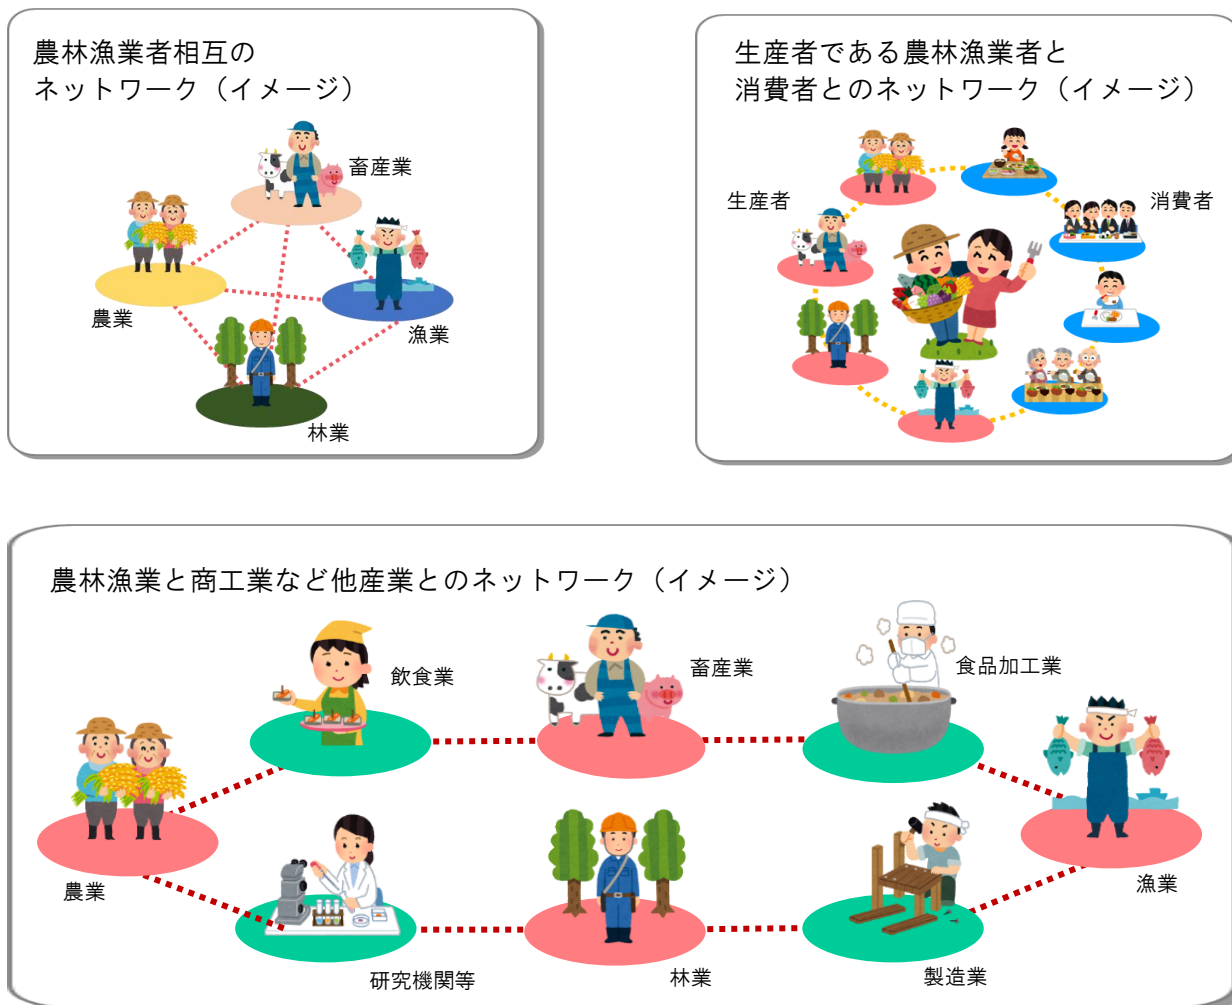 農林漁業者相互の
ネットワーク（イメージ）
畜産業
農業
漁業
林業
生産者である農林漁業者と
消費者とのネットワーク（イメージ）
生産者
消費者
農林漁業と商工業など他産業とのネットワーク（イメージ）
飲食業
畜産業
食品加工業
農業
漁業
研究機関等
林業
製造業